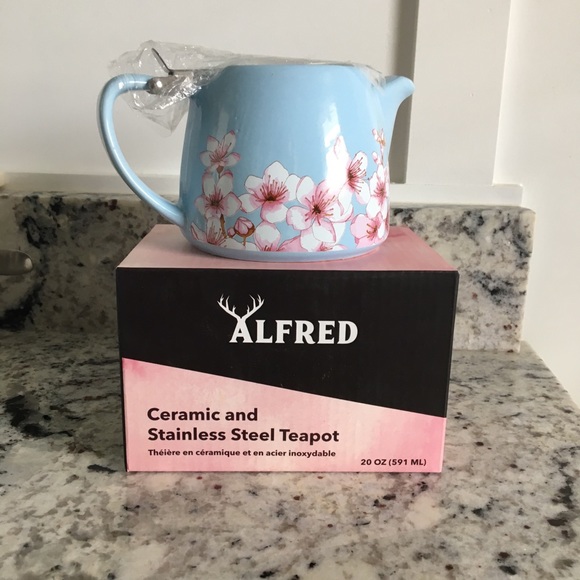 ALFRED
Ceramic and
Stainless Steel Teapot
Théière en céramique et en acier inoxydable
20 OZ (591 ML)